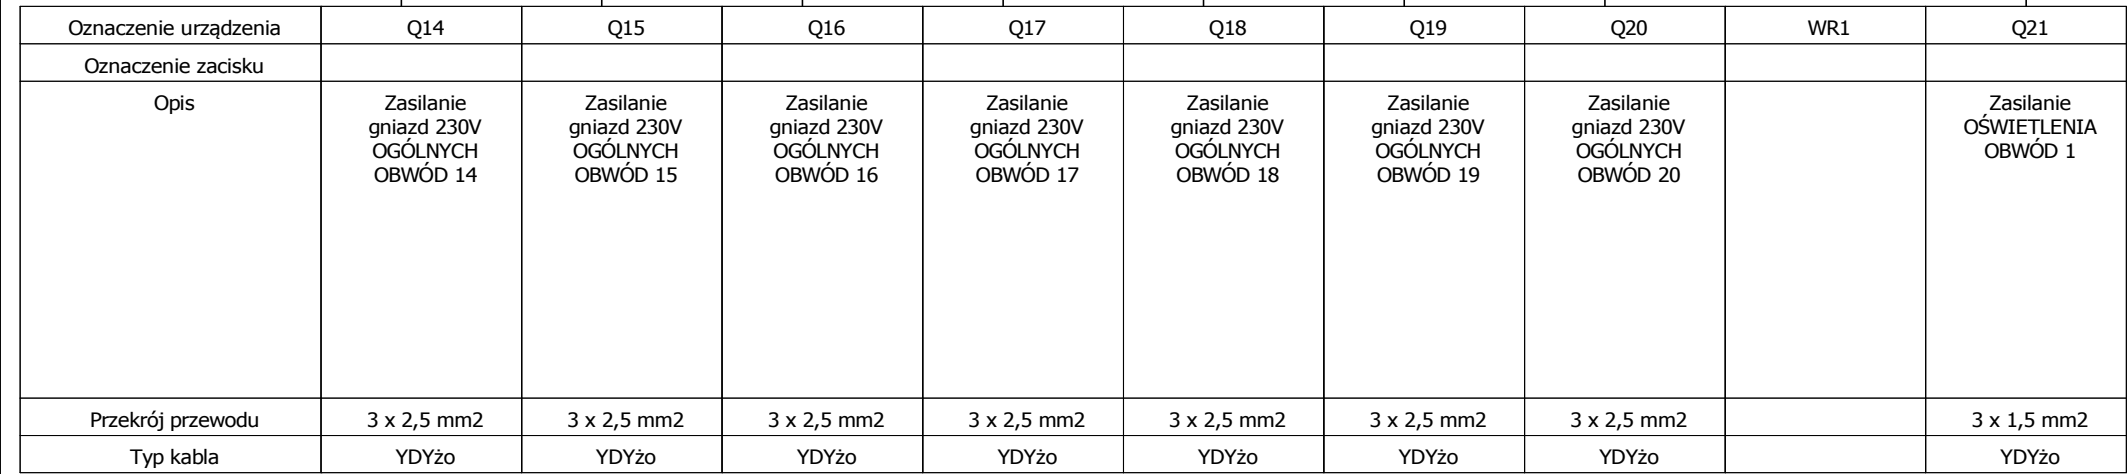 Oznaczenie urządzenia Q14 Q15 Q16 Q17 Q18 Q19 Q20 WR1 Q21
Oznaczenie zacisku
Opis Zasilanie Zasilanie Zasilanie Zasilanie Zasilanie Zasilanie Zasilanie Zasilanie
gniazd 230V gniazd 230V gniazd 230V gniazd 230V gniazd 230V gniazd 230V gniazd 230V OŚWIETLENIA
OGÓLNYCH OGÓLNYCH OGÓLNYCH OGÓLNYCH OGÓLNYCH OGÓLNYCH OGÓLNYCH OBWÓD 1
OBWÓD 14 OBWÓD 15 OBWÓD 16 OBWÓD 17 OBWÓD 18 OBWÓD 19 OBWÓD 20
Przekrój przewodu 3 x 2,5 mm2 3 x 2,5 mm2 3 x 2,5 mm2 3 x 2,5 mm2 3 x 2,5 mm2 3 x 2,5 mm2 3 x 2,5 mm2 3 x 1,5 mm2
Typ kabla YDYżo YDYżo YDYżo YDYżo YDYżo YDYżo YDYżo YDYżo